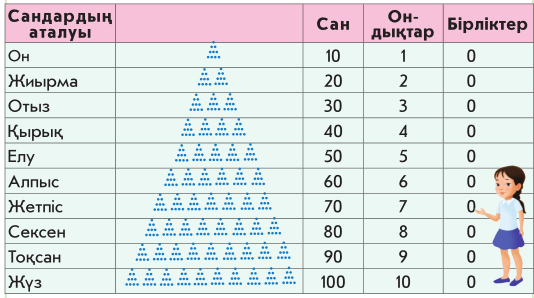 Сандардың аталуы Сан Он-дықтар Бірліктер
Он 10 1 0
Жиырма 20 2 0
Отыз 30 3 0
Қырық 40 4 0
Елу 50 5 0
Алпыс 60 6 0
Жетпіс 70 7 0
Сексен 80 8 0
Тоқсан 90 9 0
Жүз 100 10 0